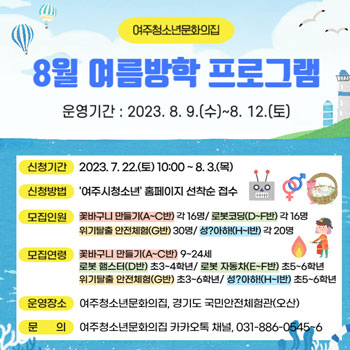 여주청소년문화의집
8월 여름방학 프로그램
운영기간 : 2023. 8. 9.(수)~8. 12.(토)
신청기간 2023. 7. 22.(토) 10:00 ~ 8. 3.(목)
신청방법 '여주시청소년' 홈페이지 선착순 접수
모집인원 꽃바구니 만들기(A~C반) 각 16명/ 로봇코딩(D~F반) 각 16명
위기탈출 안전체험(G반) 30명/ 성?아하!(H~I반) 각 20명
모집연령 꽃바구니 만들기(A~C반) 9~24세
로봇 햄스터(D반) 초3~4학년/ 로봇 자동차(E~F반) 초5~6학년
위기탈출 안전체험(G반) 초3~6학년/ 성?아하!(H~I반) 초5~6학년
운영장소 여주청소년문화의집, 경기도 국민안전체험관(오산)
문 의 여주청소년문화의집 카카오톡 채널, 031-886-0545~6